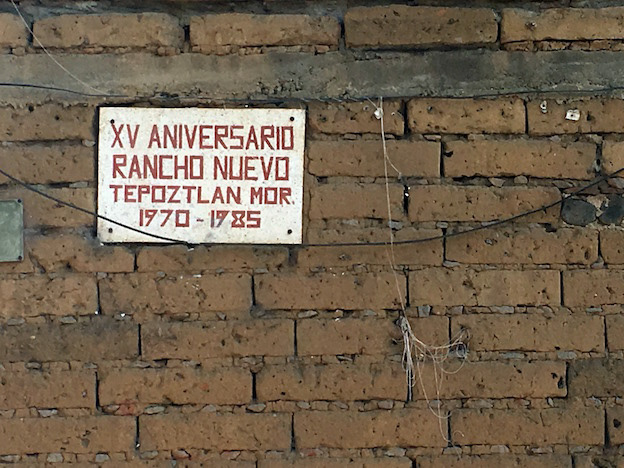 XV ANIVERSARIO
RANCHO NUEVO
TEPOZTLAN MOR.
1970-1985